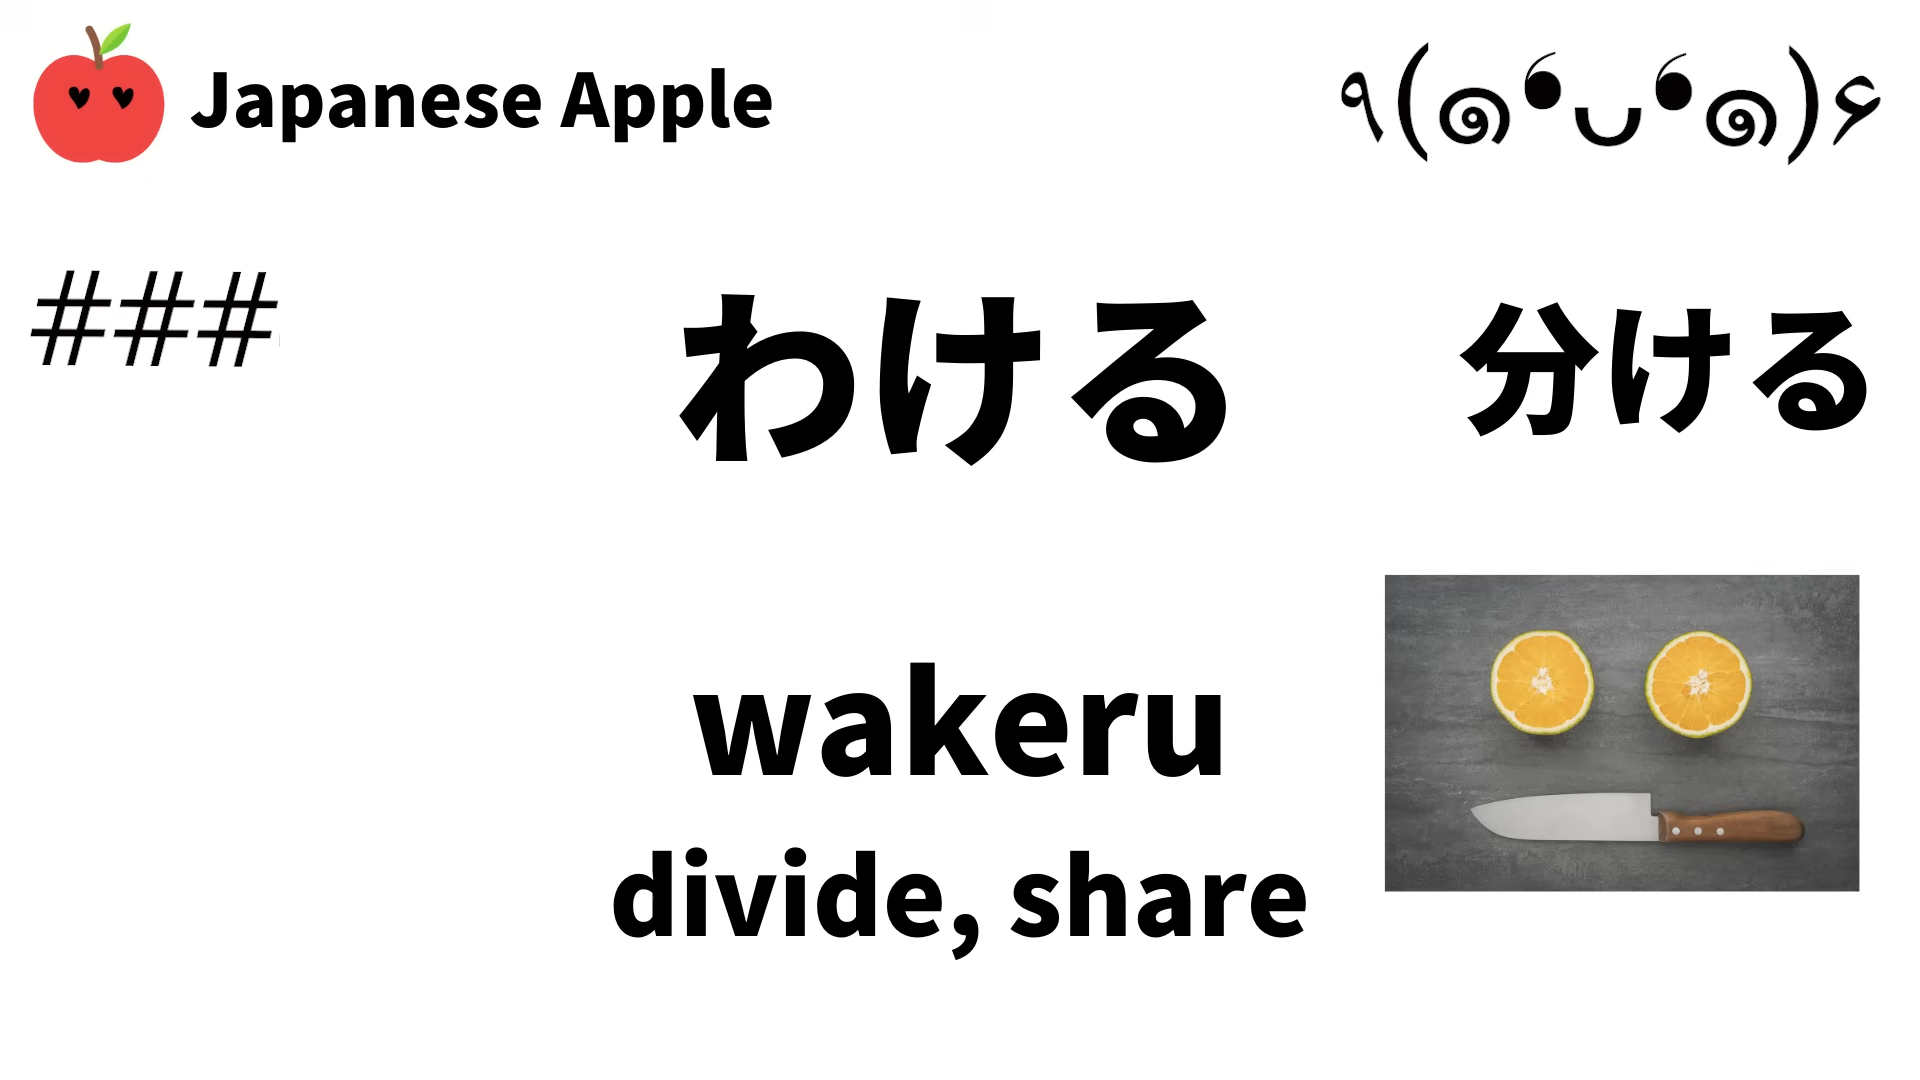 Japanese Apple
٩(๑❛ᴗ❛๑)۶
###
わける
分ける
wakeru
divide, share